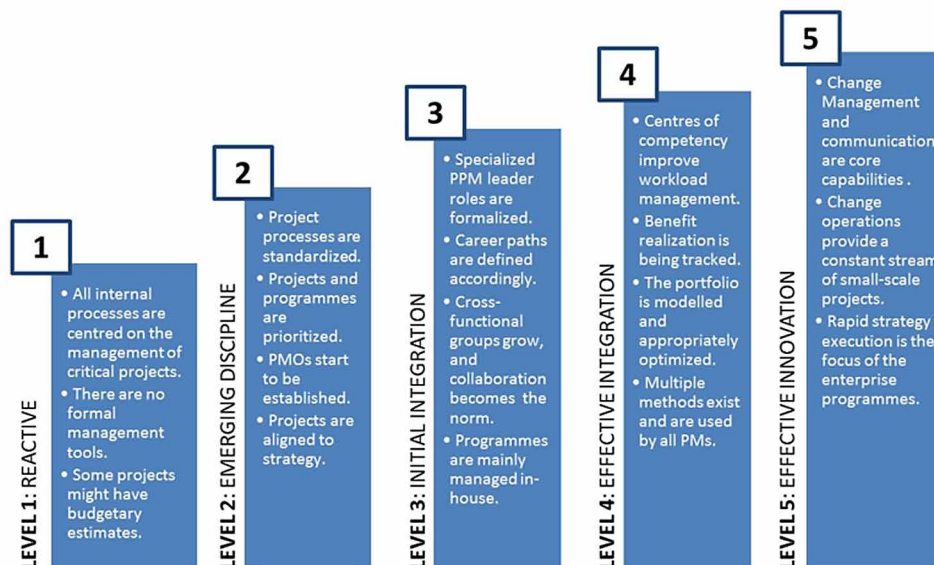 1
LEVEL 1: REACTIVE
• All internal
processes are
centred on the
management of
critical projects.
• There are no
formal
management
tools.
• Some projects
might have
budgetary
estimates.
2
LEVEL 2: EMERGING DISCIPLINE
• Project
processes are
standardized.
• Projects and
programmes
are
prioritized.
• PMOs start to
be
established.
• Projects are
aligned to
strategy.
3
LEVEL 3: INITIAL INTEGRATION
• Specialized
PPM leader
roles are
formalized.
• Career paths
are defined
accordingly.
• Cross-
functional
groups grow,
and
collaboration
becomes the
norm.
• Programmes
are mainly
managed in-
house.
4
LEVEL 4: EFFECTIVE INTEGRATION
• Centres of
competency
improve
workload
management.
• Benefit
realization is
being tracked.
• The portfolio
is modelled
and
appropriately
optimized.
• Multiple
methods exist
and are used
by all PMs.
5
LEVEL 5: EFFECTIVE INNOVATION
• Change
Management
and
communication
are core
capabilities .
• Change
operations
provide a
constant stream
of small-scale
projects.
• Rapid strategy
execution is the
focus of the
enterprise
programmes.